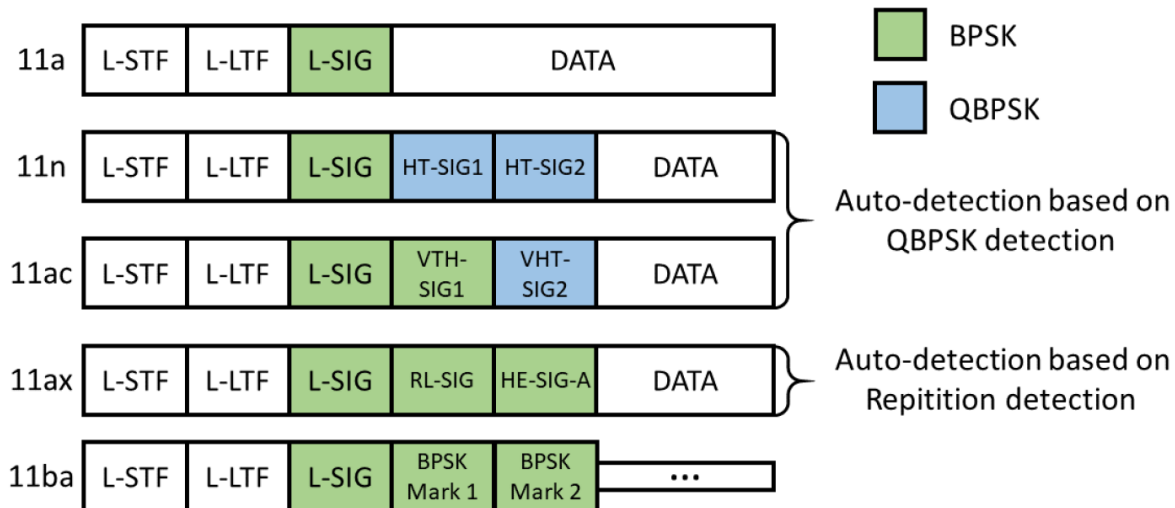 11a L-STF L-LTF L-SIG DATA
BPSK
QBPSK
11n L-STF L-LTF L-SIG HT-SIG1 HT-SIG2 DATA
Auto-detection based on
QBPSK detection
11ac L-STF L-LTF L-SIG VTH-
SIG1 VHT-
SIG2 DATA
11ax L-STF L-LTF L-SIG RL-SIG HE-SIG-A DATA
Auto-detection based on
Repitition detection
11ba L-STF L-LTF L-SIG BPSK
Mark 1 BPSK
Mark 2 ...